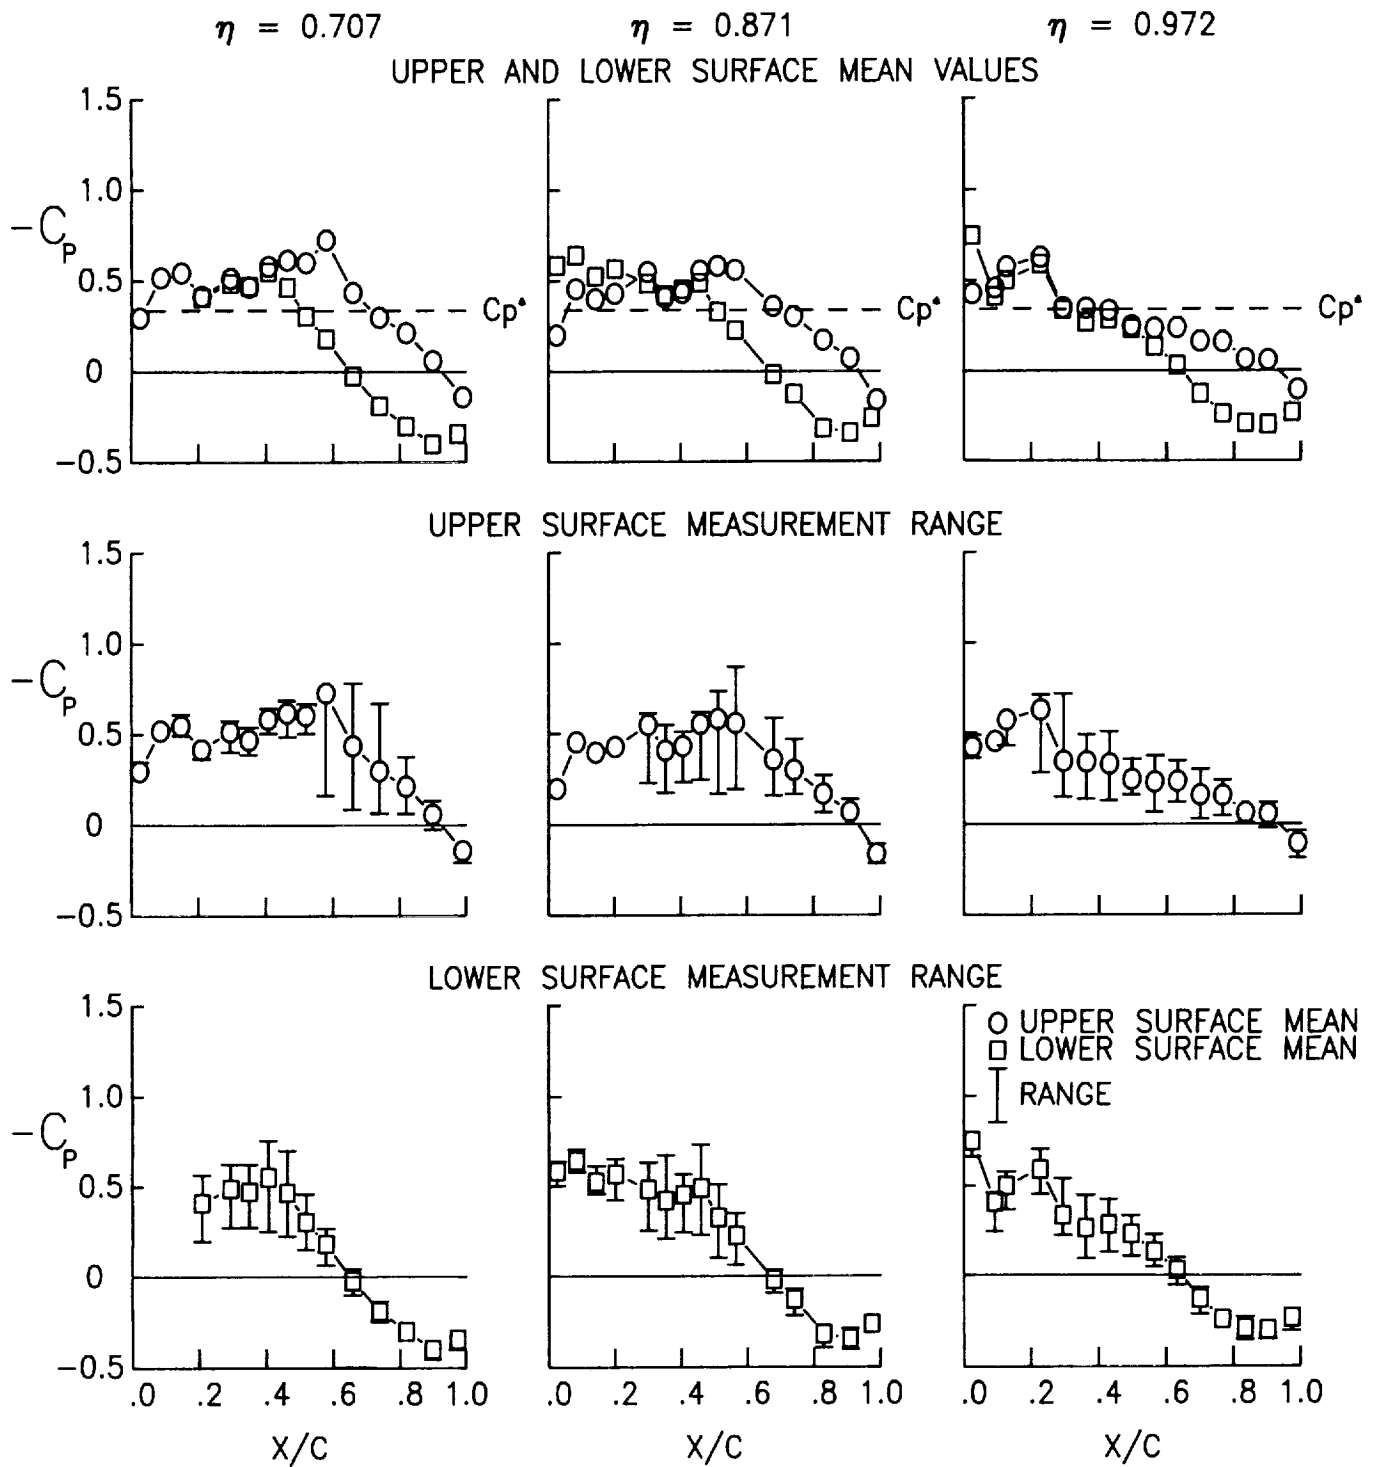 η = 0.707 η = 0.871 η = 0.972
UPPER AND LOWER SURFACE MEAN VALUES
1.5
1.0
-Cp
0.5
0
-0.5
Cp* Cp* Cp*
UPPER SURFACE MEASUREMENT RANGE
1.5
1.0
-Cp
0.5
0
-0.5
LOWER SURFACE MEASUREMENT RANGE
1.5
1.0
-Cp
0.5
0
-0.5
UPPER SURFACE MEAN
LOWER SURFACE MEAN
RANGE
.0 .2 .4 .6 .8 1.0 .0 .2 .4 .6 .8 1.0 .0 .2 .4 .6 .8 1.0
X/C X/C X/C